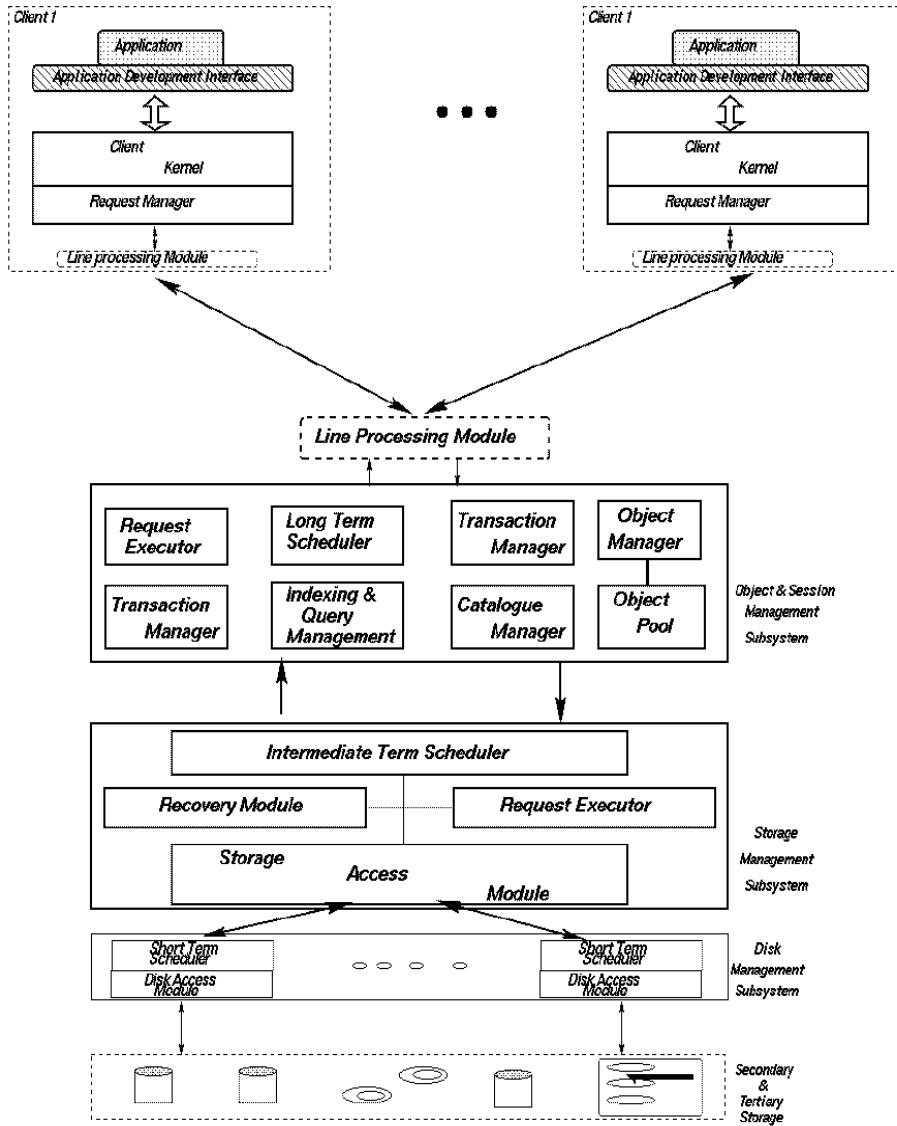 Client 1
Application
Application Development Interface
Client
Kernel
Request Manager
Line processing Module
Client 1
Application
Application Development Interface
Client
Kernel
Request Manager
Line processing Module
Line Processing Module
Request
Executor
Long Term
Scheduler
Transaction
Manager
Object
Manager
Transaction
Manager
Indexing &
Query
Management
Catalogue
Manager
Object
Pool
Object & Session
Management
Subsystem
Intermediate Term Scheduler
Recovery Module
Request Executor
Storage
Access
Module
Storage
Management
Subsystem
Short Term
Scheduler
Disk Access
Module
Short Term
Scheduler
Disk Access
Module
Disk
Management
Subsystem
Secondary
&
Tertiary
Storage